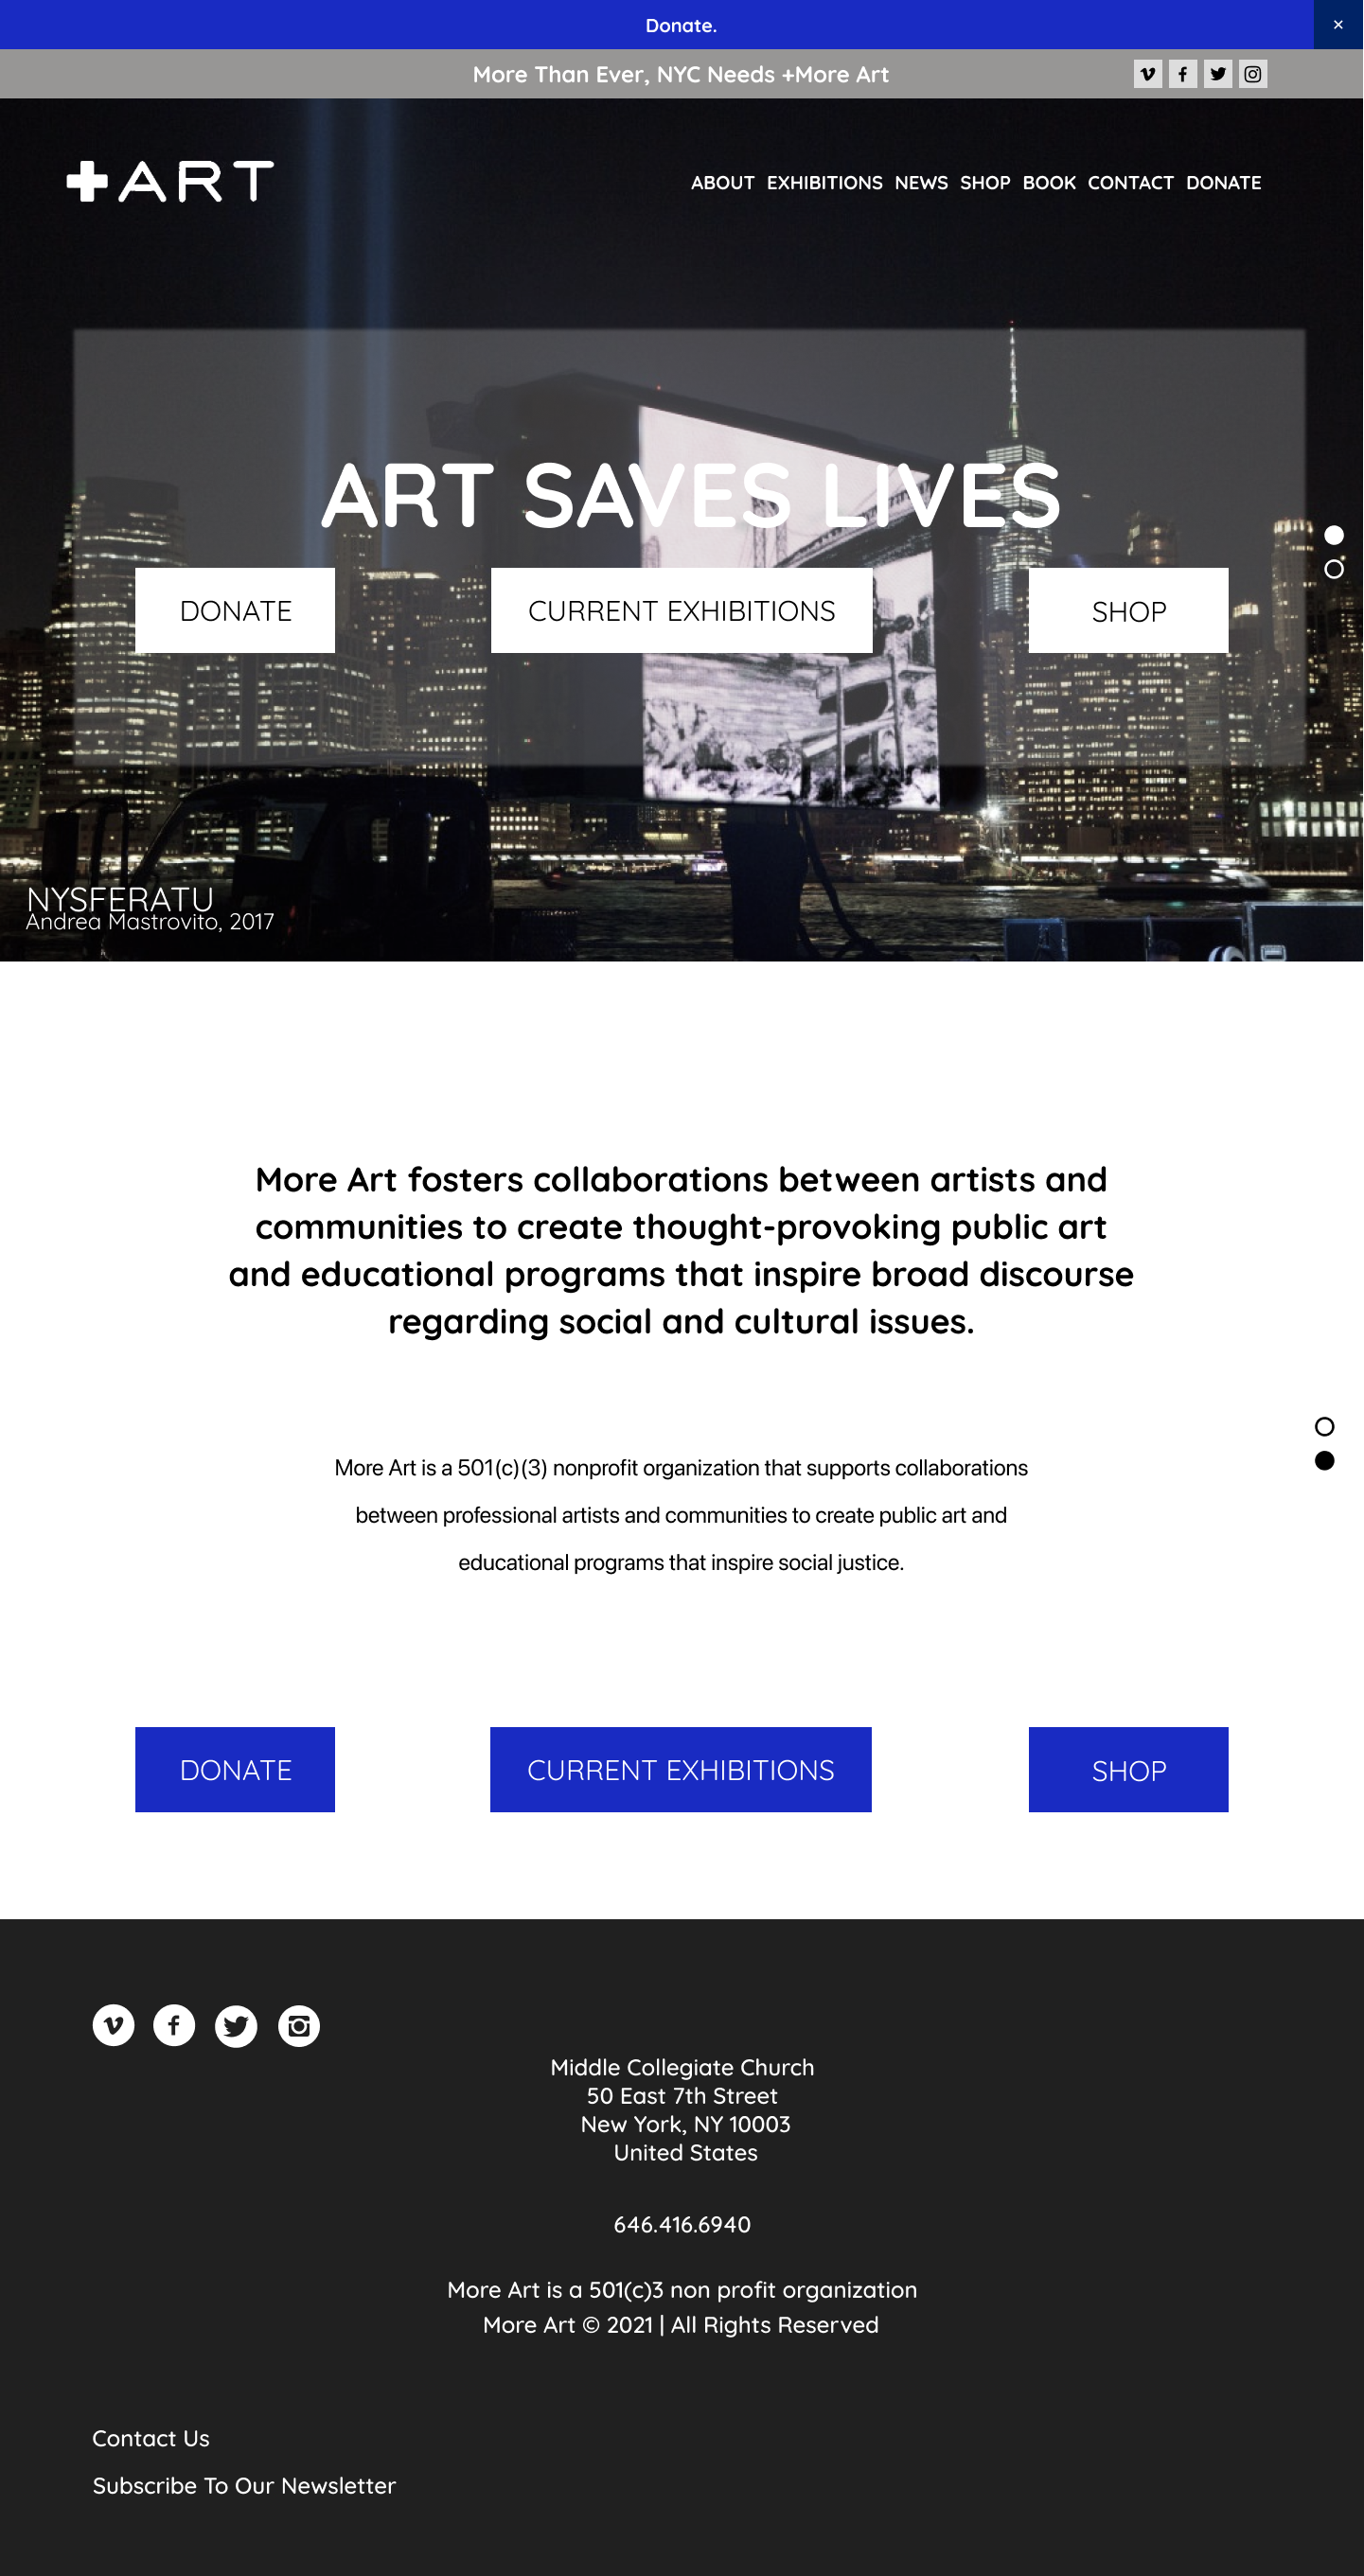 Donate.
×
More Than Ever, NYC Needs +More Art
+ART
ABOUT EXHIBITIONS NEWS SHOP BOOK CONTACT DONATE
ART SAVES LIVES
DONATE
CURRENT EXHIBITIONS
SHOP
NYSFERATU
Andrea Mastrovito, 2017
More Art fosters collaborations between artists and
communities to create thought-provoking public art
and educational programs that inspire broad discourse
regarding social and cultural issues.
More Art is a 501(c)(3) nonprofit organization that supports collaborations
between professional artists and communities to create public art and
educational programs that inspire social justice.
DONATE
CURRENT EXHIBITIONS
SHOP
Middle Collegiate Church
50 East 7th Street
New York, NY 10003
United States
646.416.6940
More Art is a 501(c)3 non profit organization
More Art © 2021 | All Rights Reserved
Contact Us
Subscribe To Our Newsletter